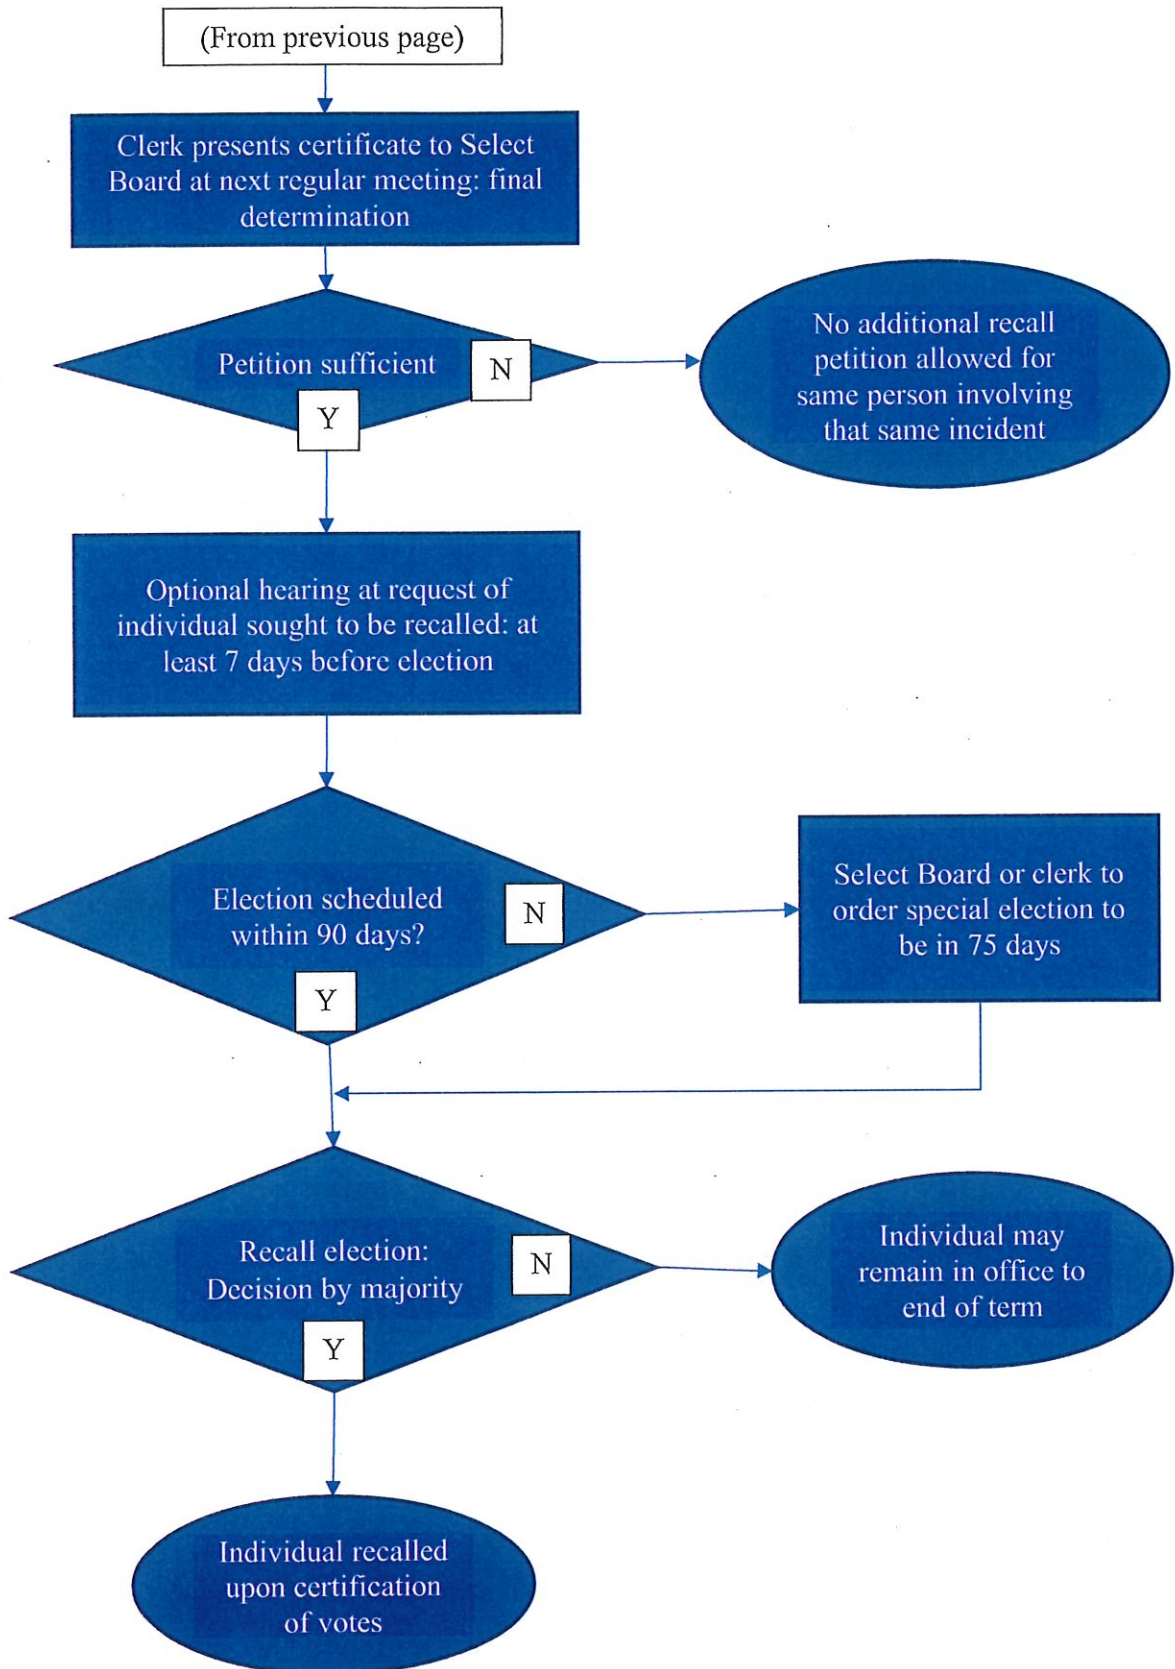 (From previous page)
Clerk presents certificate to Select
Board at next regular meeting: final
determination
Petition sufficient
N
Y
No additional recall
petition allowed for
same person involving
that same incident
Optional hearing at request of
individual sought to be recalled: at
least 7 days before election
Election scheduled
within 90 days?
N
Y
Select Board or clerk to
order special election to
be in 75 days
Recall election:
Decision by majority
N
Y
Individual may
remain in office to
end of term
Individual recalled
upon certification
of votes